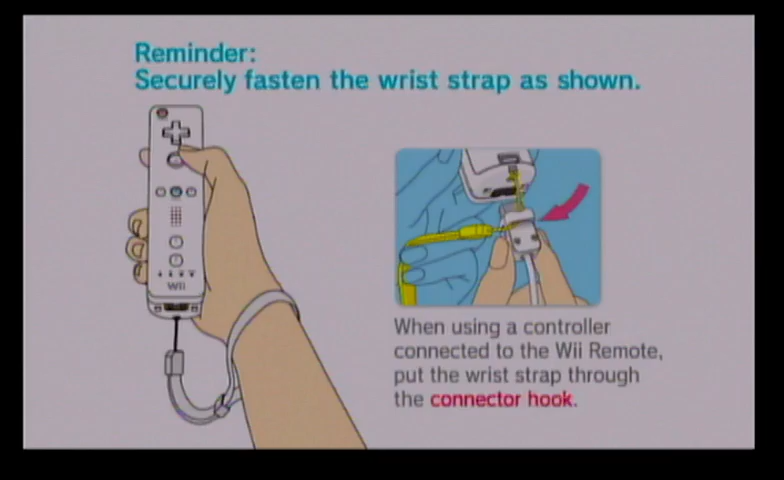 Reminder:
Securely fasten the wrist strap as shown.
Wii
When using a controller
connected to the Wii Remote,
put the wrist strap through
the connector hook.